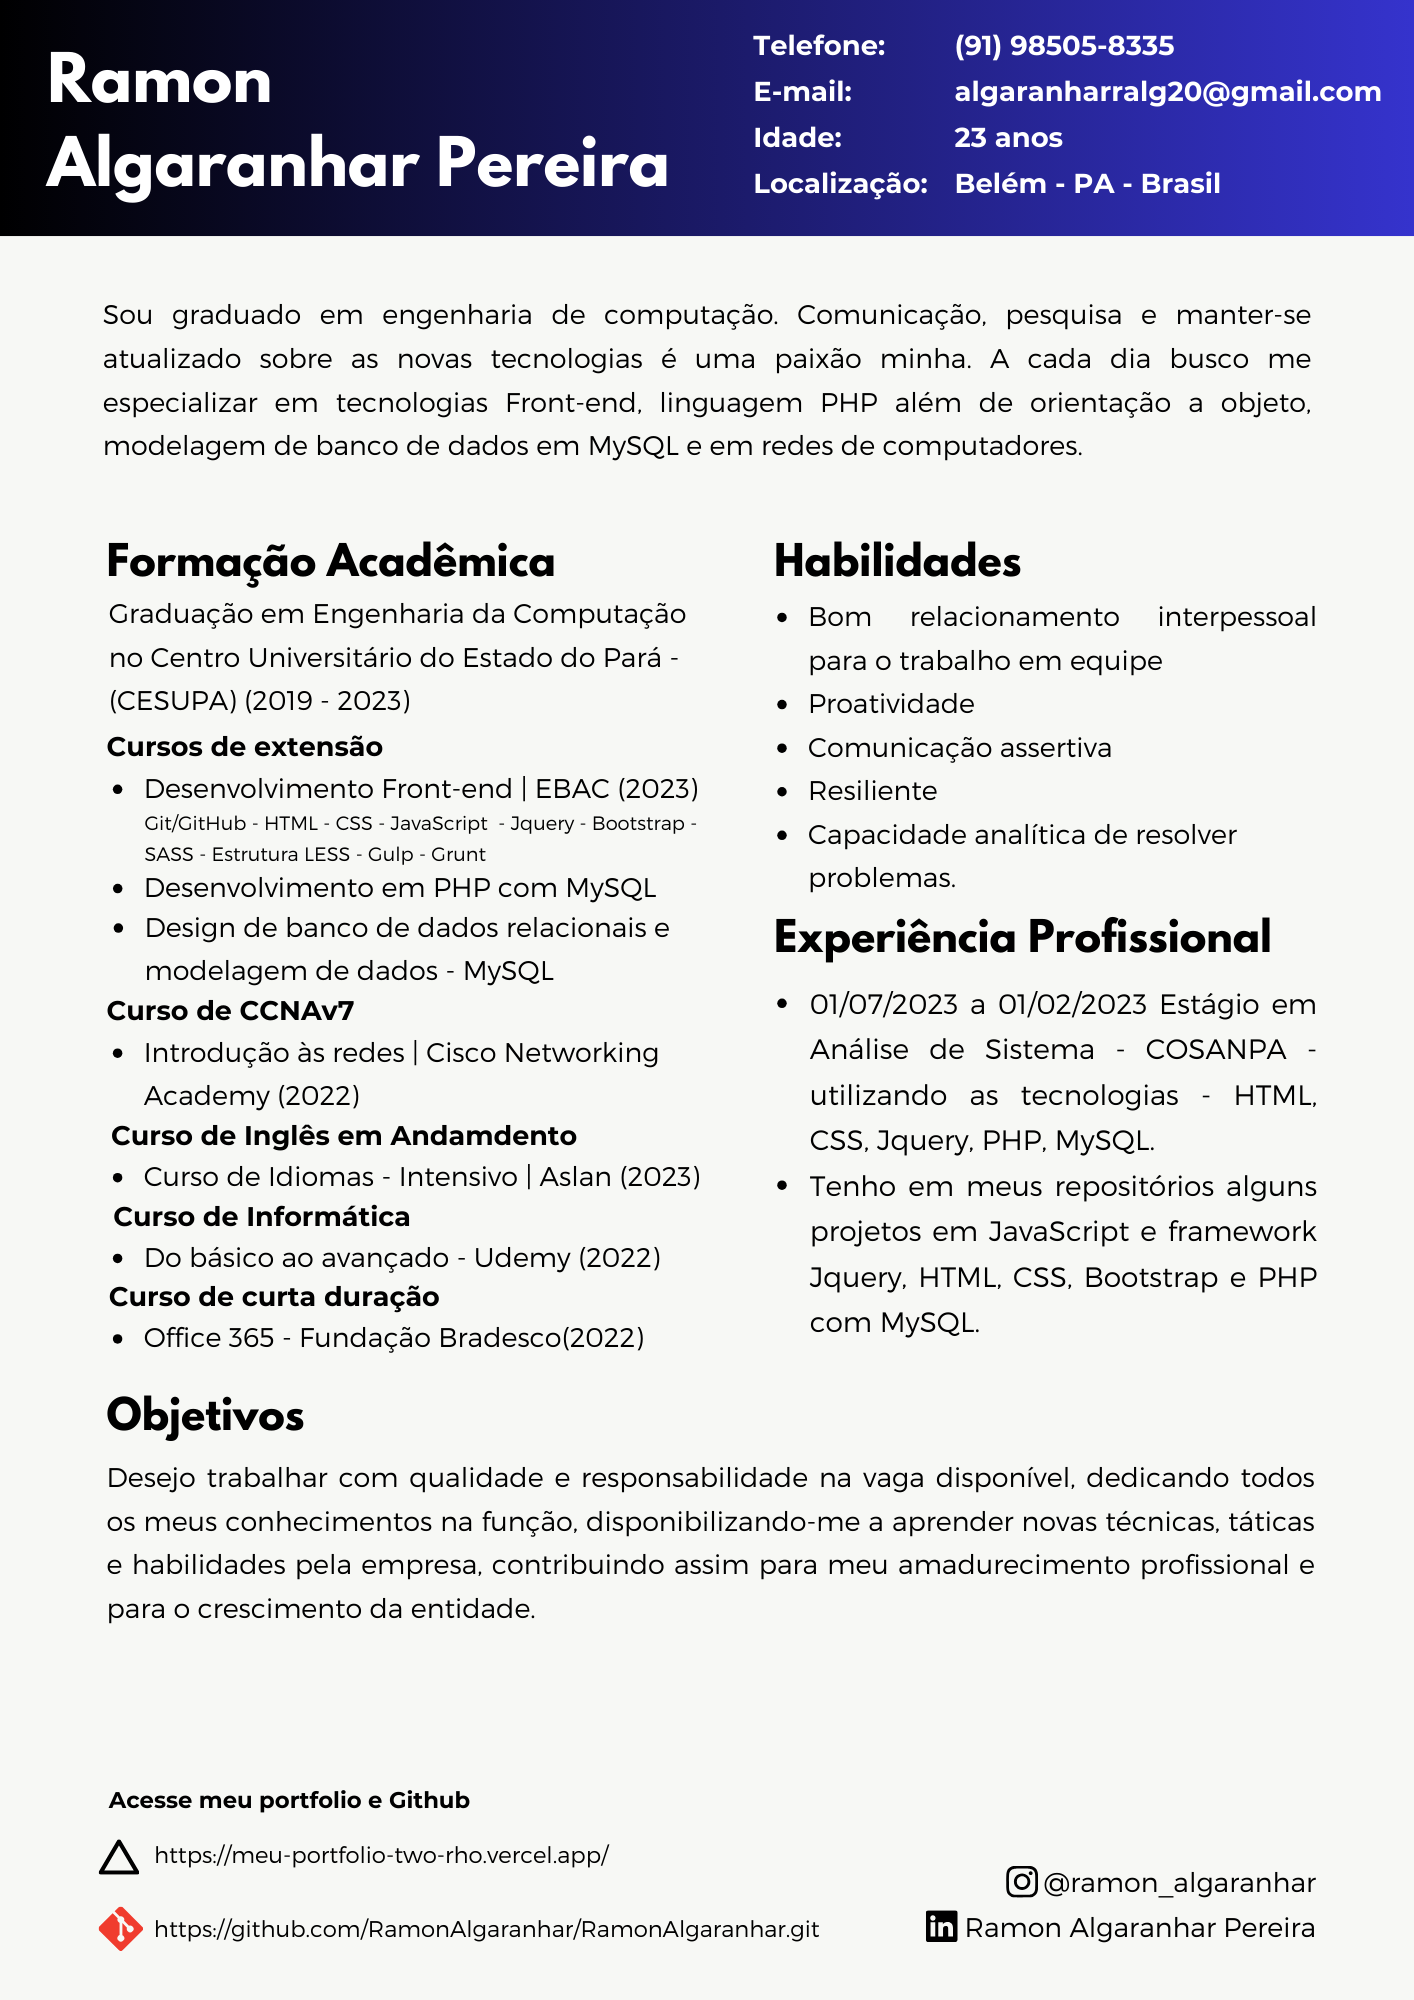 Ramon
Algaranhar Pereira
Telefone: (91) 98505-8335
E-mail: algaranharralg20@gmail.com
Idade: 23 anos
Localização: Belém - PA - Brasil
Sou graduado em engenharia de computação. Comunicação, pesquisa e manter-se
atualizado sobre as novas tecnologias é uma paixão minha. A cada dia busco me
especializar em tecnologias Front-end, linguagem PHP além de orientação a objeto,
modelagem de banco de dados em MySQL e em redes de computadores.
Formação Acadêmica
Graduação em Engenharia da Computação
no Centro Universitário do Estado do Pará -
(CESUPA) (2019 - 2023)
Cursos de extensão
• Desenvolvimento Front-end | EBAC (2023)
Git/GitHub - HTML - CSS - JavaScript - Jquery - Bootstrap -
SASS - Estrutura LESS - Gulp - Grunt
• Desenvolvimento em PHP com MySQL
• Design de banco de dados relacionais e
modelagem de dados - MySQL
Curso de CCNAv7
• Introdução às redes | Cisco Networking
Academy (2022)
Curso de Inglês em Andamdento
• Curso de Idiomas - Intensivo | Aslan (2023)
Curso de Informática
• Do básico ao avançado - Udemy (2022)
Curso de curta duração
• Office 365 - Fundação Bradesco(2022)
Habilidades
• Bom relacionamento interpessoal
para o trabalho em equipe
• Proatividade
• Comunicação assertiva
• Resiliente
• Capacidade analítica de resolver
problemas.
Experiência Profissional
• 01/07/2023 a 01/02/2023 Estágio em
Análise de Sistema - COSANPA -
utilizando as tecnologias - HTML,
CSS, Jquery, PHP, MySQL.
• Tenho em meus repositórios alguns
projetos em JavaScript e framework
Jquery, HTML, CSS, Bootstrap e PHP
com MySQL.
Objetivos
Desejo trabalhar com qualidade e responsabilidade na vaga disponível, dedicando todos
os meus conhecimentos na função, disponibilizando-me a aprender novas técnicas, táticas
e habilidades pela empresa, contribuindo assim para meu amadurecimento profissional e
para o crescimento da entidade.
Acesse meu portfolio e Github
https://meu-portfolio-two-rho.vercel.app/
https://github.com/RamonAlgaranhar/RamonAlgaranhar.git
@ramon_algaranhar
in Ramon Algaranhar Pereira